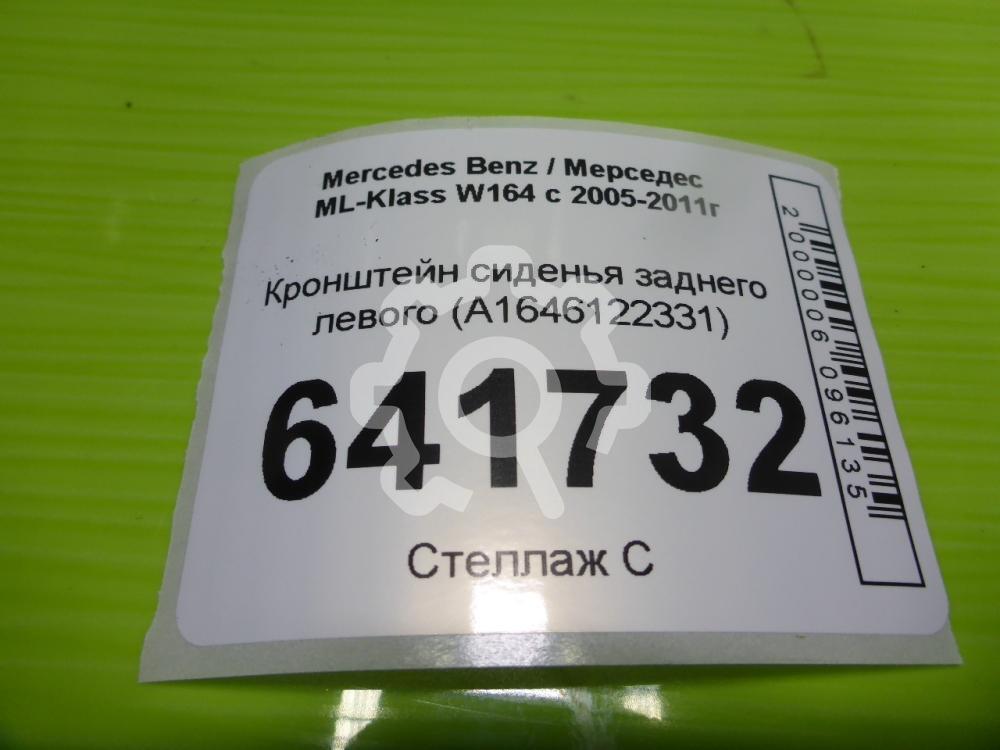 Mercedes Benz / Мерседес
ML-Klass W164 с 2005-2011г
Кронштейн сиденья заднего
левого (A1646122331)
641732
Стеллаж С
2000006096135